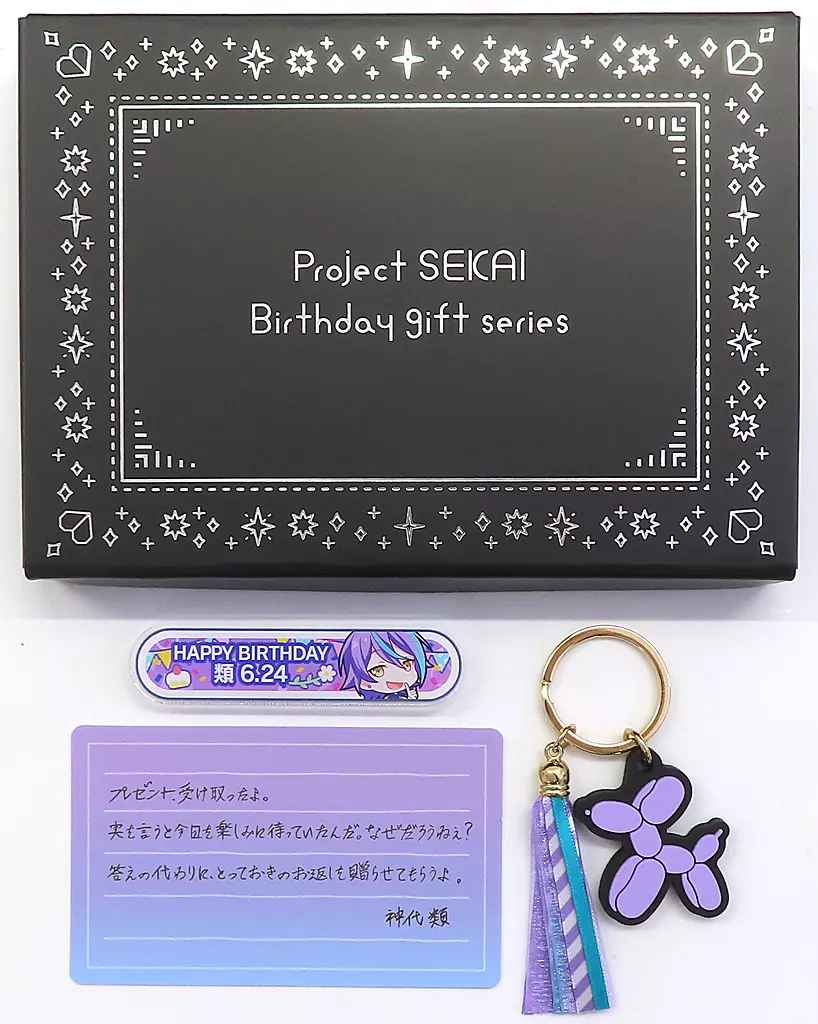 Project SEKAI
Birthday gift series
HAPPY BIRTHDAY
類 6.24
プレゼント、受け取ったよ。
実を言うと今日を楽しみに待っていたんだ。なぜだろうねぇ?
答えの代わりに、とっておきのお返しを贈らせてもらうよ。
神代 類